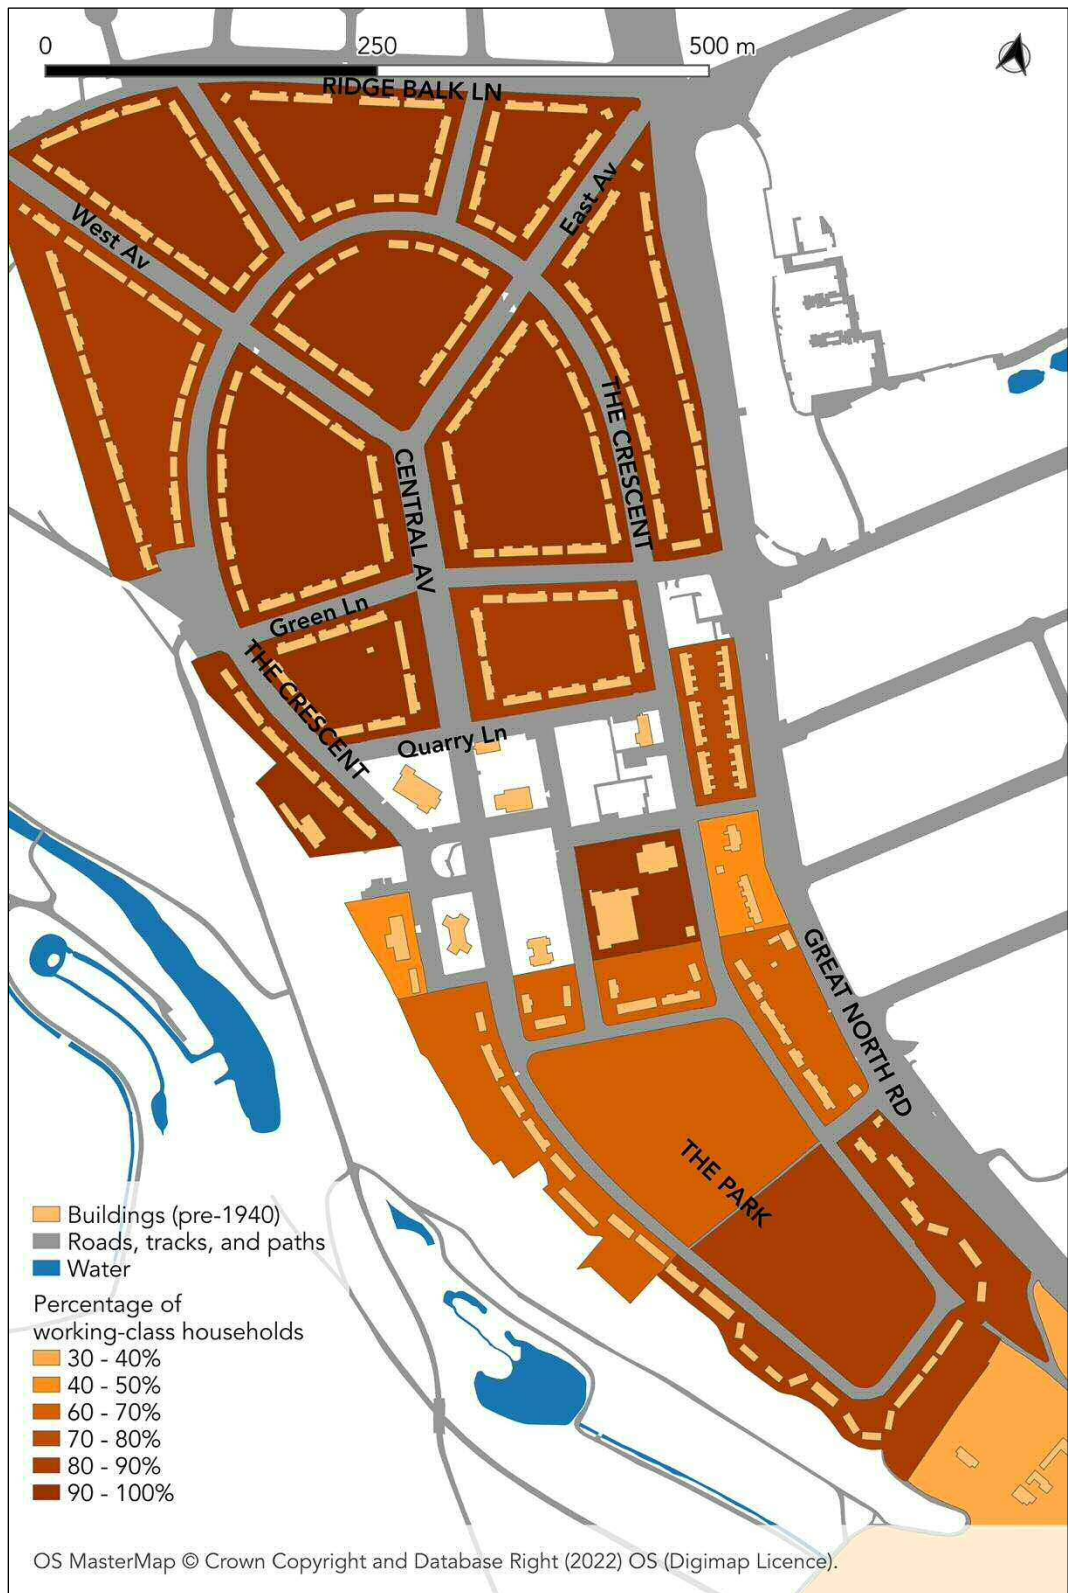 0 250 500 m
RIDGE BALK LN
West Av
East Av
THE CRESCENT
CENTRAL AV
Green Ln
THE CRESCENT
Quarry Ln
GREAT NORTH RD
THE PARK
Buildings (pre-1940)
Roads, tracks, and paths
Water
Percentage of
working-class households
30 - 40%
40 - 50%
60 - 70%
70 - 80%
80 - 90%
90 - 100%
OS MasterMap © Crown Copyright and Database Right (2022) OS (Digimap Licence).